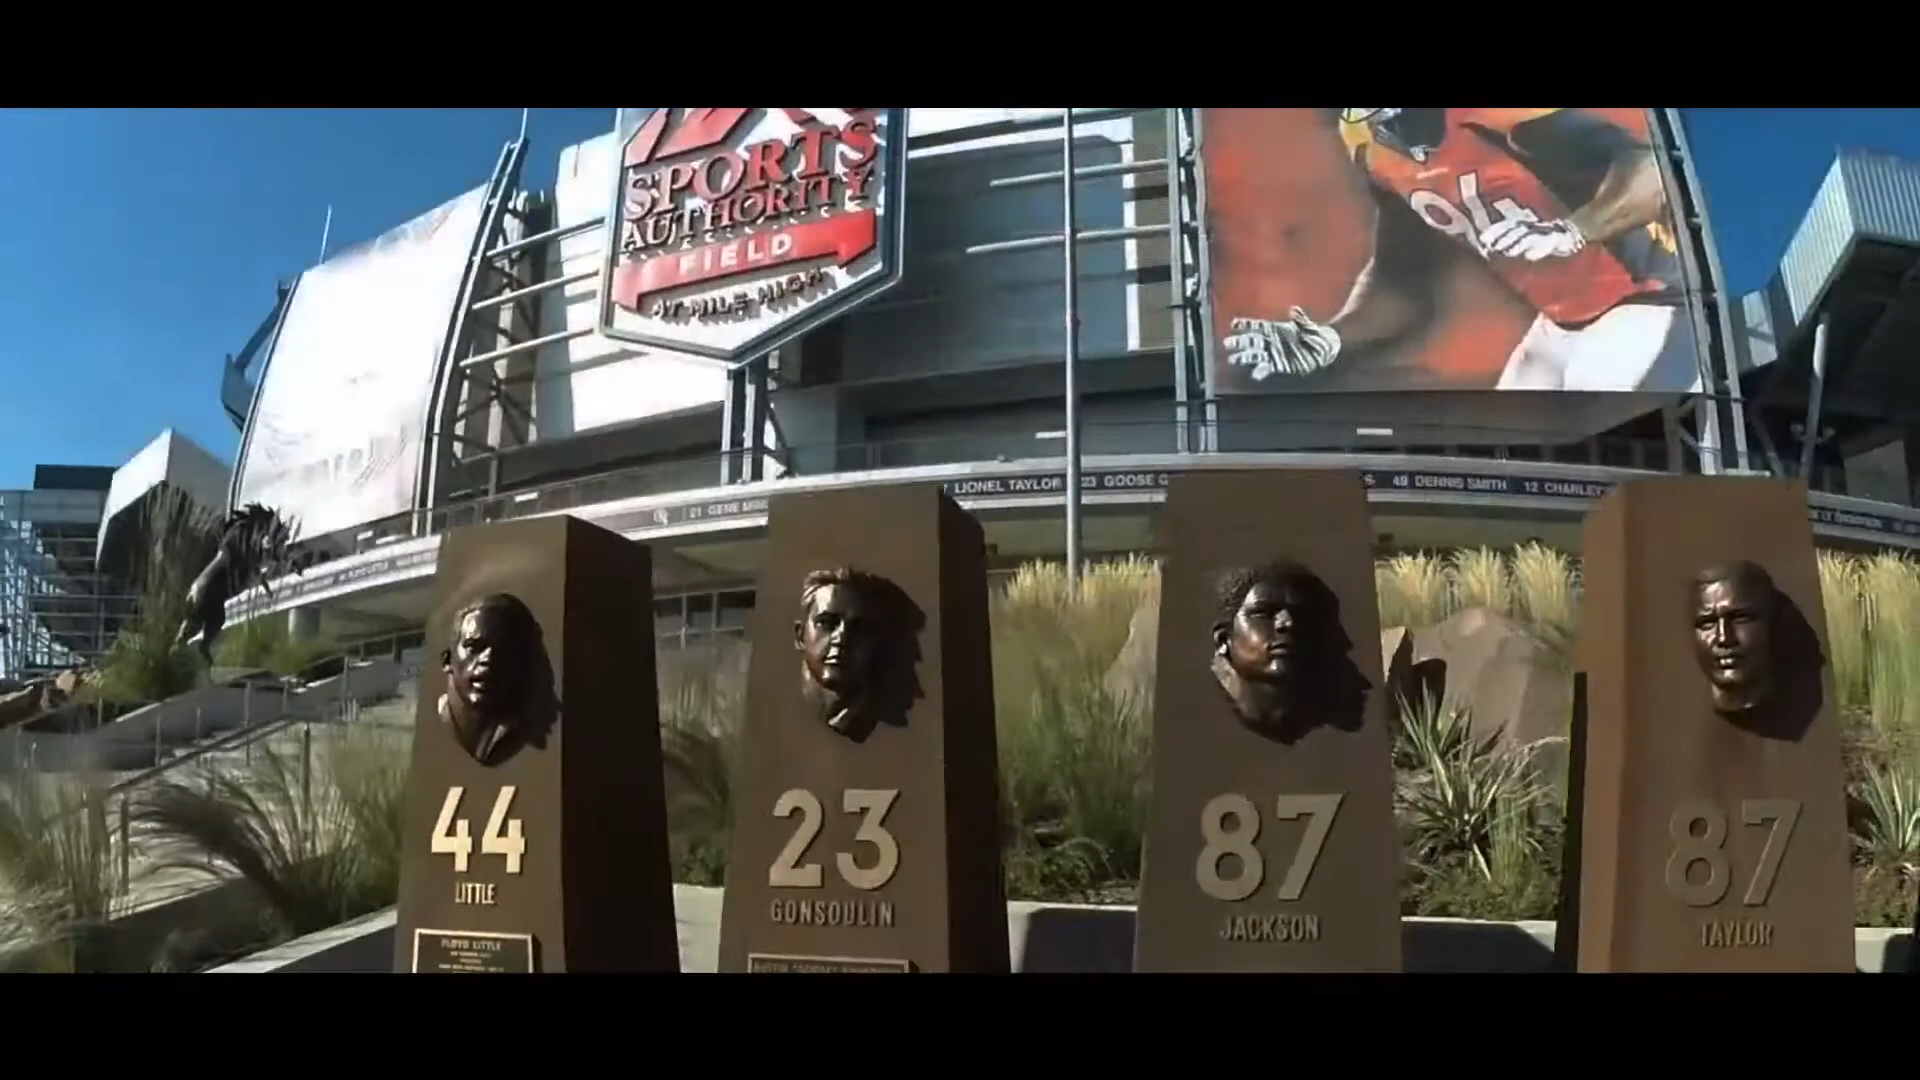 SPORTS
AUTHORITY
FIELD
AT MILE HIGH
94
21 GENE
LIONEL TAYLOR 23 GOOSE G
S 49 DENNIS SMITH 12 CHARLEY
44
LITTLE
FLOYD LITTLE
23
GONSOULIN
87
JACKSON
87
TAYLOR